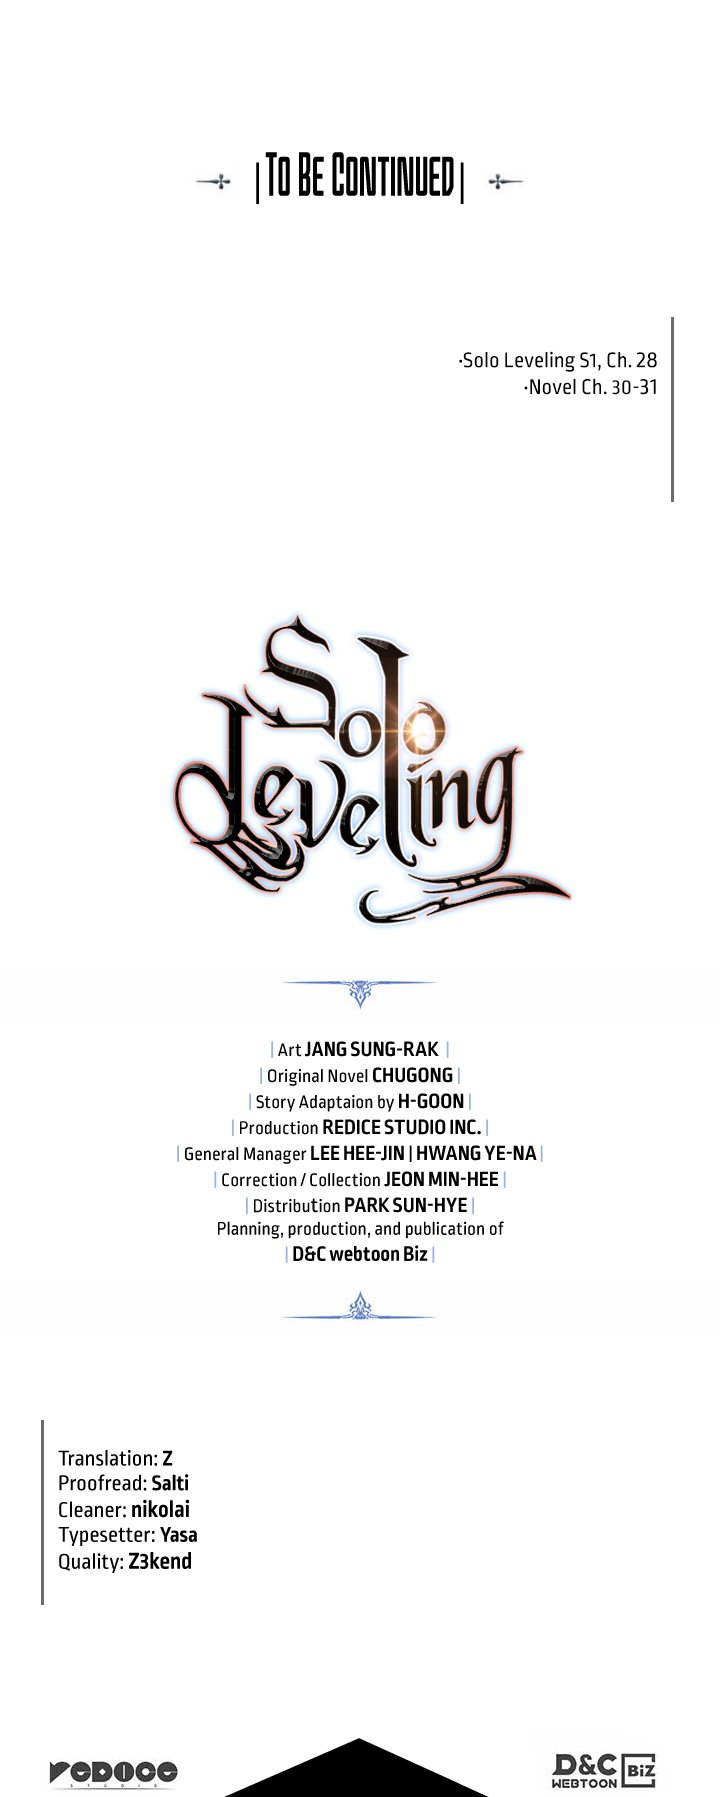 | TO BE CONTINUED |
·Solo Leveling S1, Ch. 28
·Novel Ch. 30-31
Solo
Leveling
| Art JANG SUNG-RAK |
| Original Novel CHUGONG |
| Story Adaptaion by H-GOON |
| Production REDICE STUDIO INC. |
| General Manager LEE HEE-JIN | HWANG YE-NA |
| Correction / Collection JEON MIN-HEE |
| Distribution PARK SUN-HYE |
Planning, production, and publication of
| D&C webtoon Biz |
Translation: Z
Proofread: Salti
Cleaner: nikolai
Typesetter: Yasa
Quality: Z3kend
REDICE
STUDIO
D&C
WEBTOON
BiZ